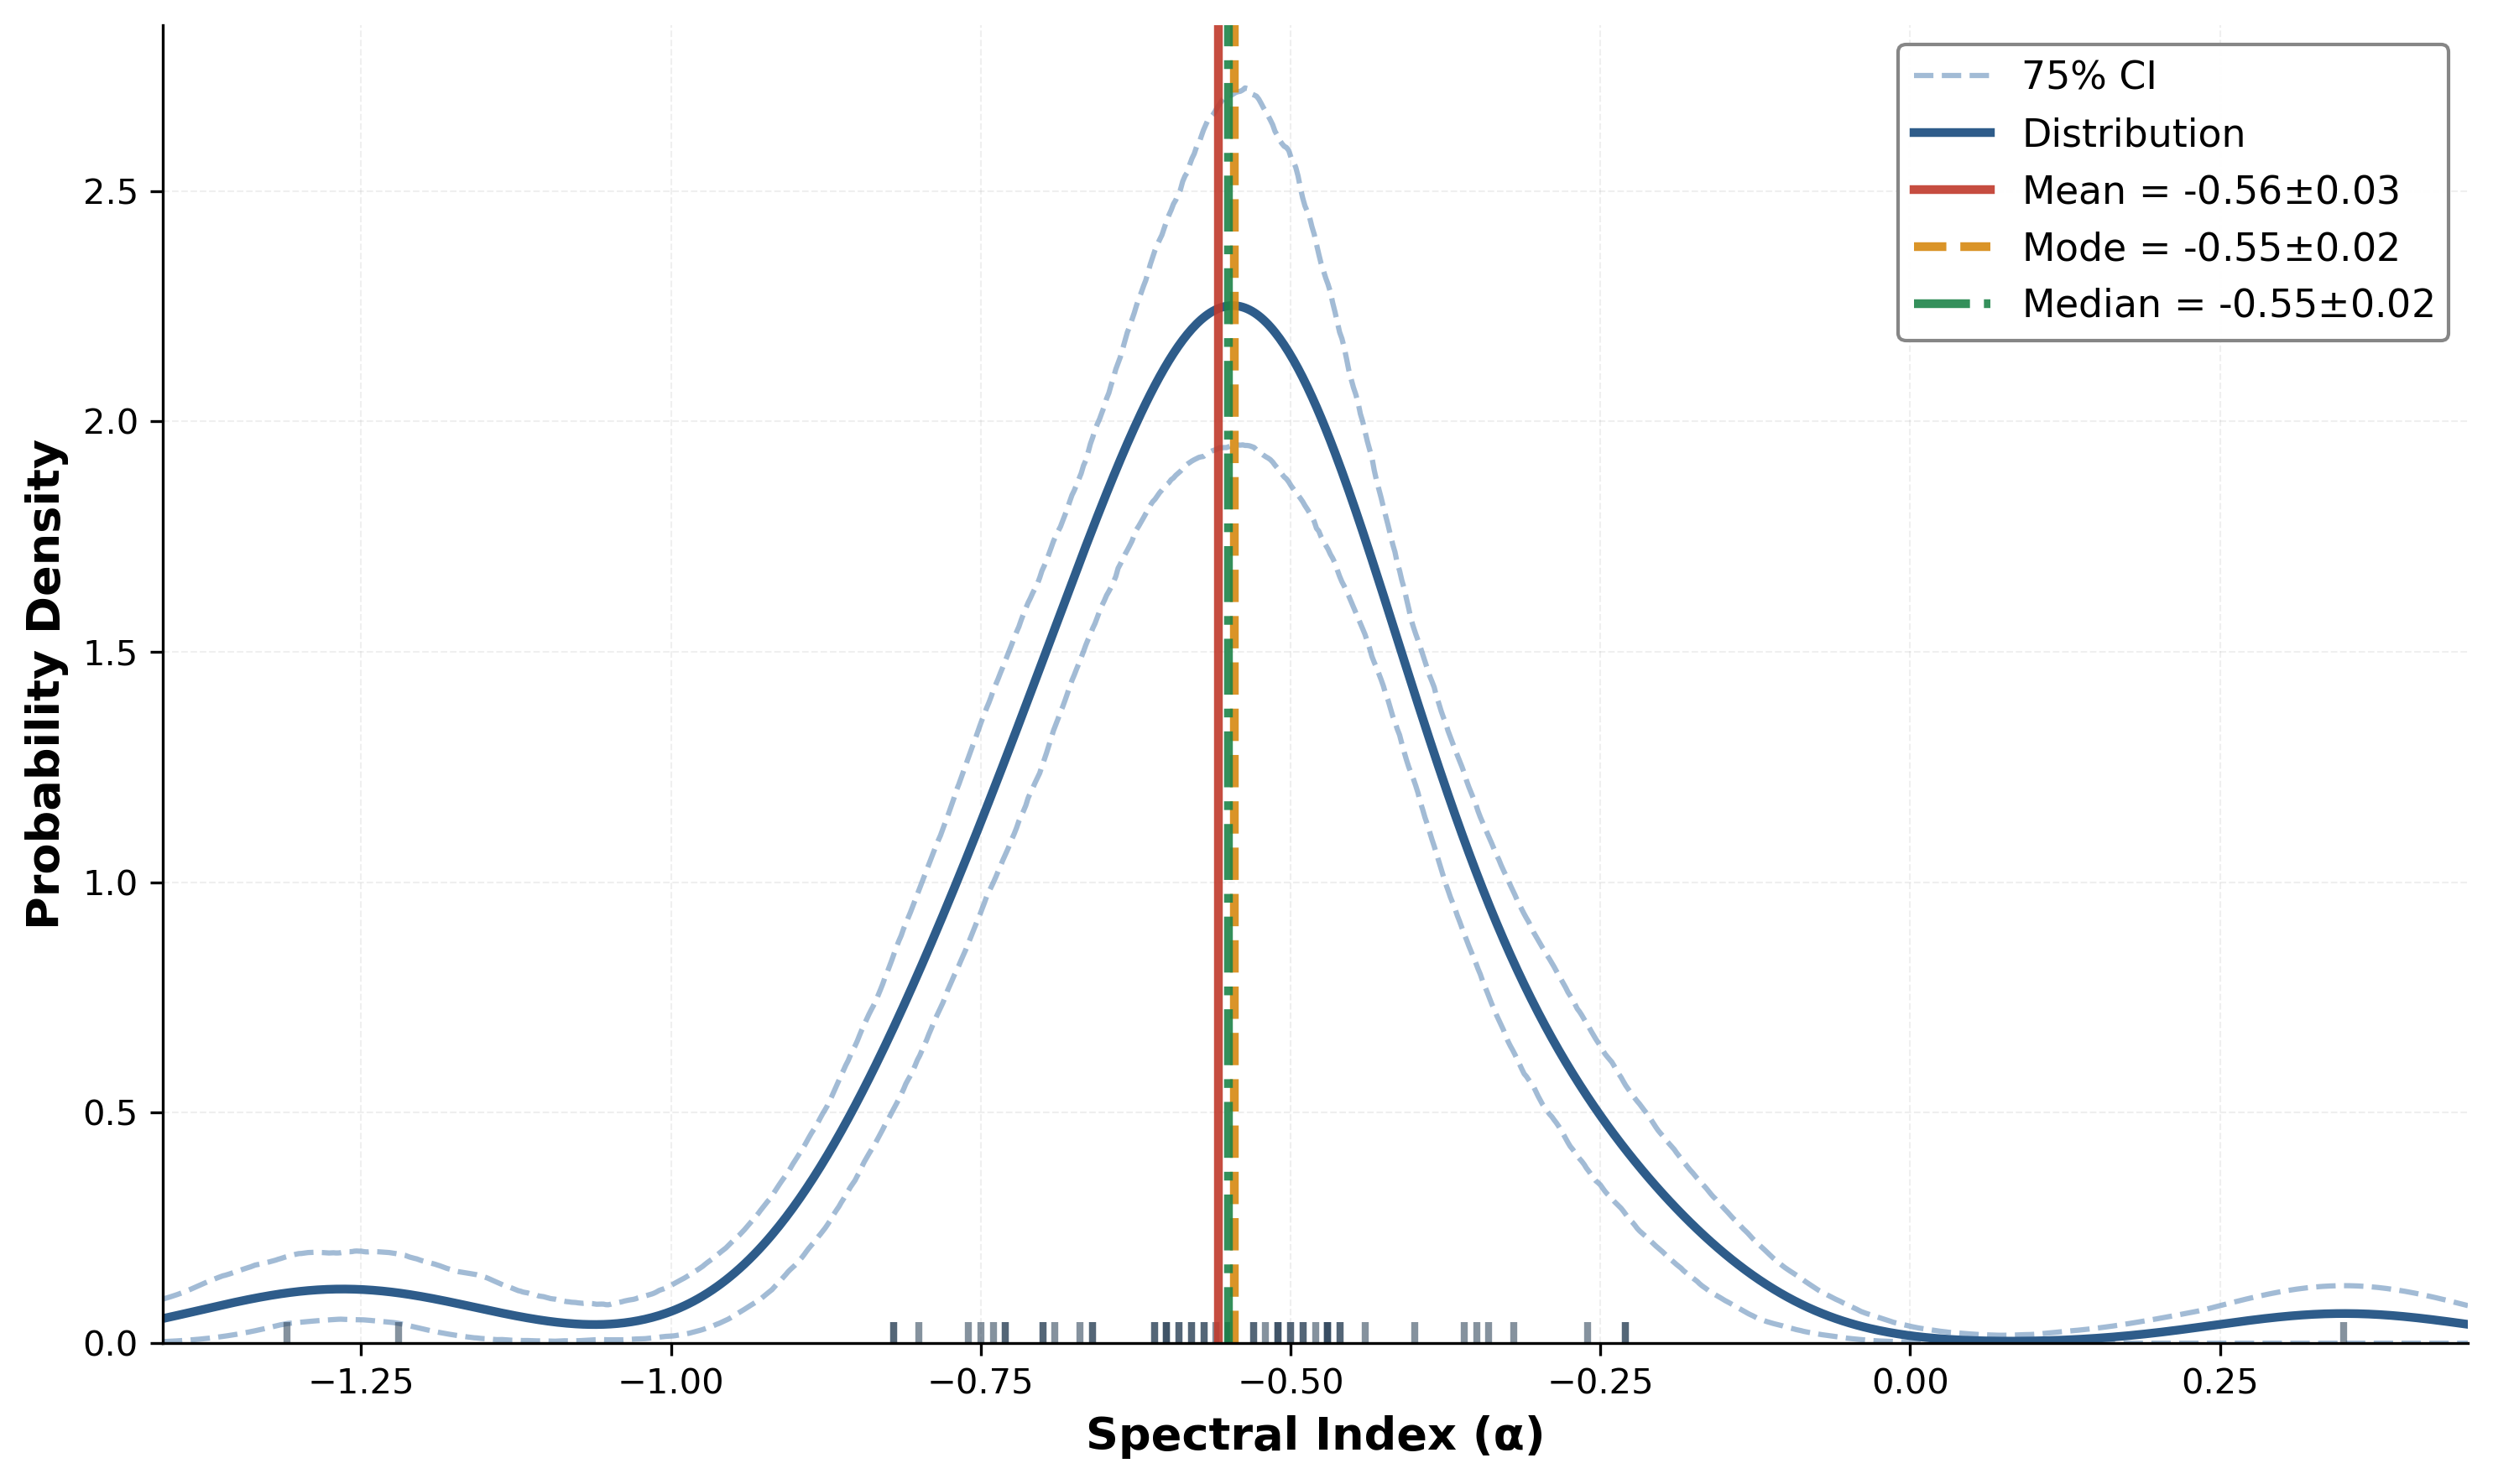 75% CI
Distribution
Mean = -0.56±0.03
Mode = -0.55±0.02
Median = -0.55±0.02
Probability Density
2.5
2.0
1.5
1.0
0.5
0.0
−1.25
−1.00
−0.75
−0.50
−0.25
0.00
0.25
Spectral Index (α)